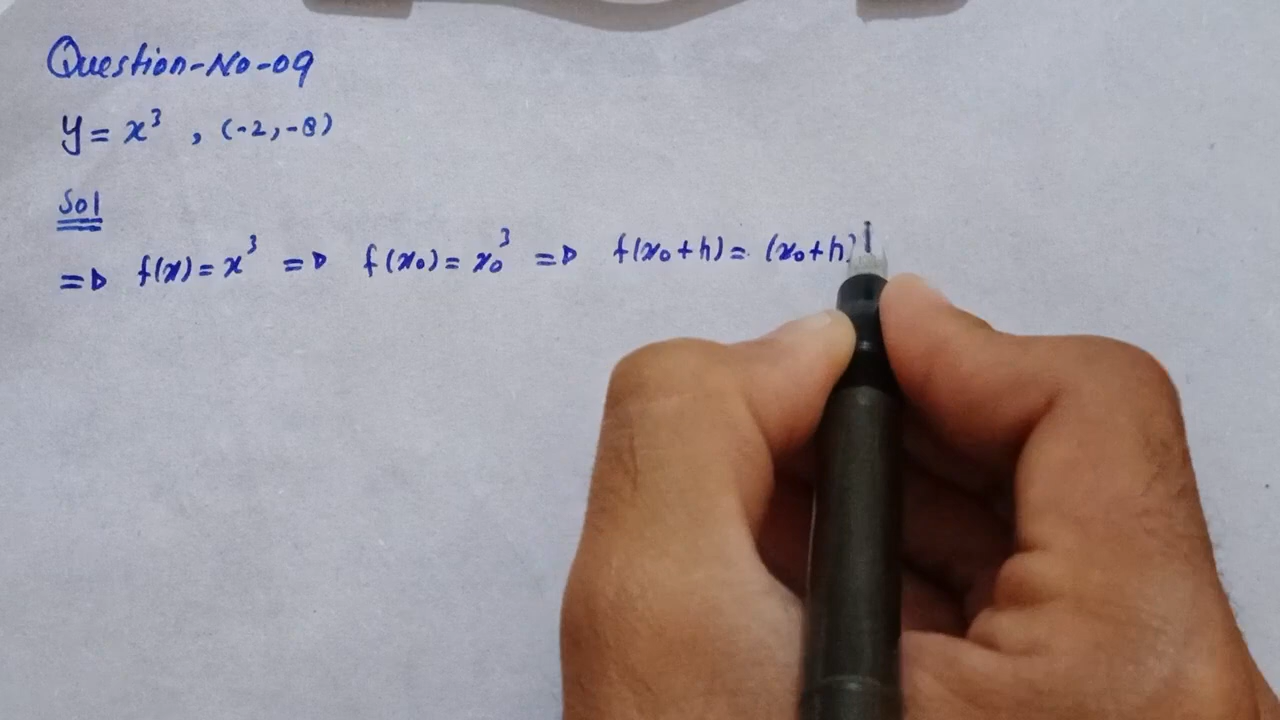 Question-No-09
y = x³ , (-2,-8)
Sol
⇒ f(x) = x³ ⇒ f(x₀) = x₀³ ⇒ f(x₀+h) = (x₀+h)